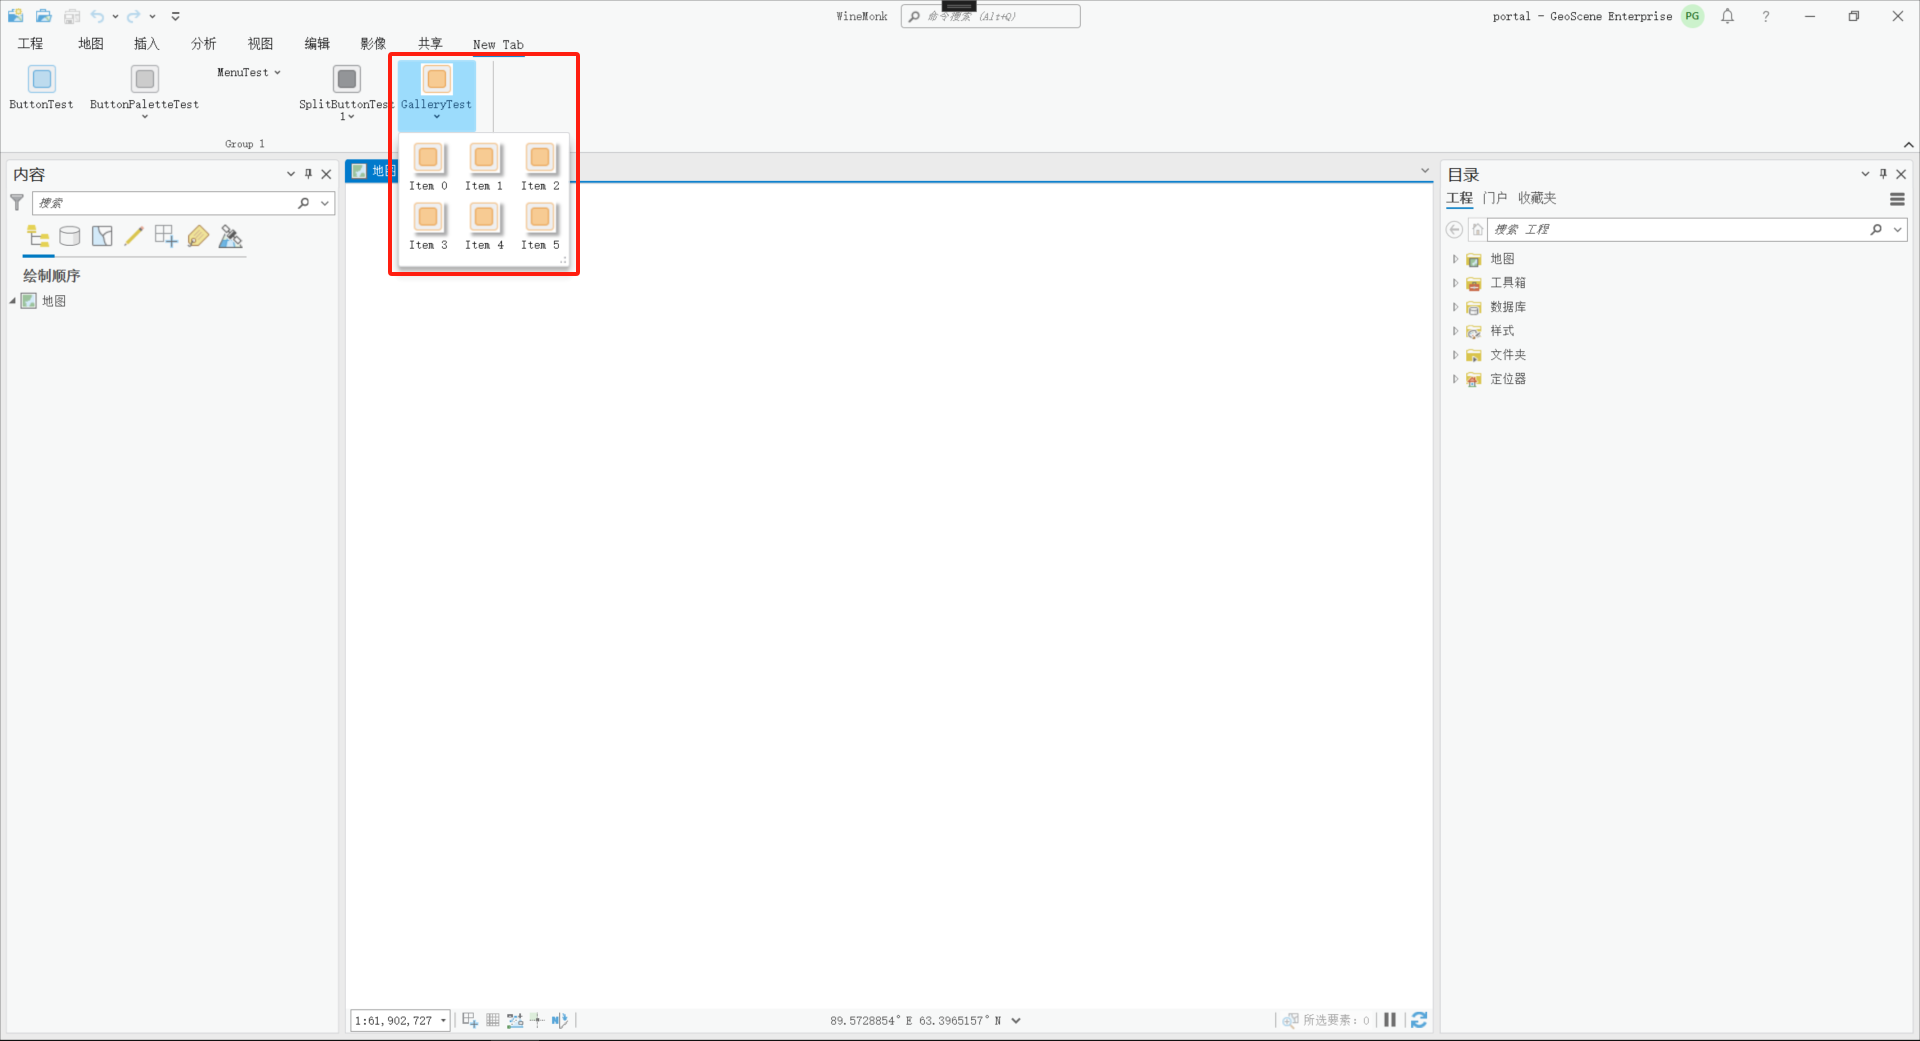 WineMonk
命令搜索 (Alt+Q)
portal - GeoScene Enterprise
PG
工程 地图 插入 分析 视图 编辑 影像 共享 New Tab
ButtonTest
ButtonPaletteTest
MenuTest
SplitButtonTes
1
GalleryTest
Group 1
Item 0 Item 1 Item 2
Item 3 Item 4 Item 5
内容
搜索
绘制顺序
地图
地图
目录
工程 门户 收藏夹
搜索 工程
地图
工具箱
数据库
样式
文件夹
定位器
1:61,902,727
89.5728854°E 63.3965157°N
所选要素: 0